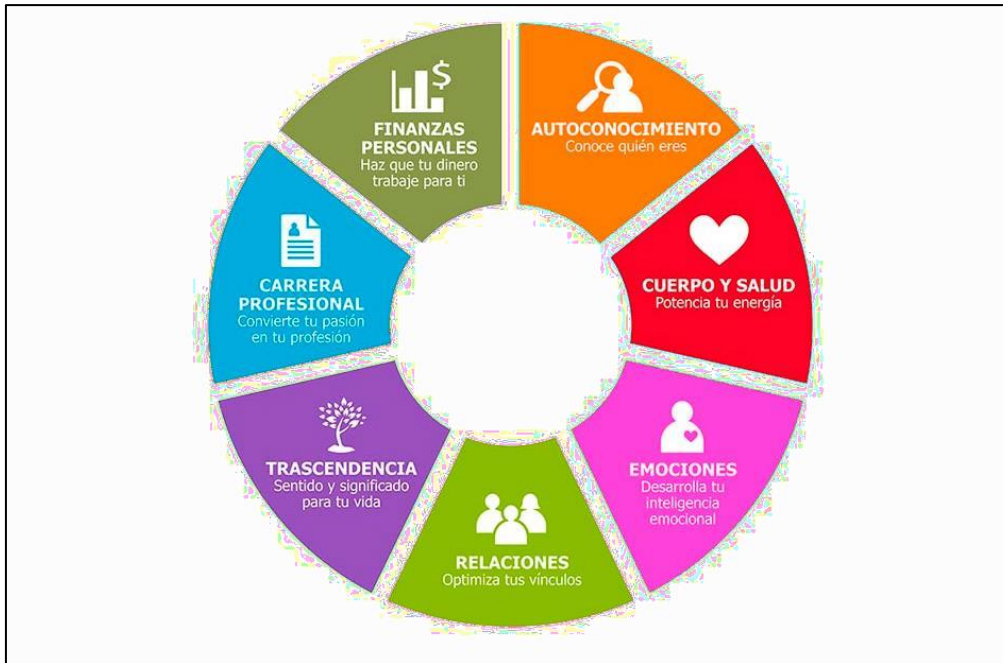 $
FINANZAS
PERSONALES
Haz que tu dinero
trabaje para ti
AUTOCONOCIMIENTO
Conoce quién eres
CUERPO Y SALUD
Potencia tu energía
EMOCIONES
Desarrolla tu
inteligencia
emocional
RELACIONES
Optimiza tus vínculos
TRASCENDENCIA
Sentido y significado
para tu vida
CARRERA
PROFESIONAL
Convierte tu pasión
en tu profesión